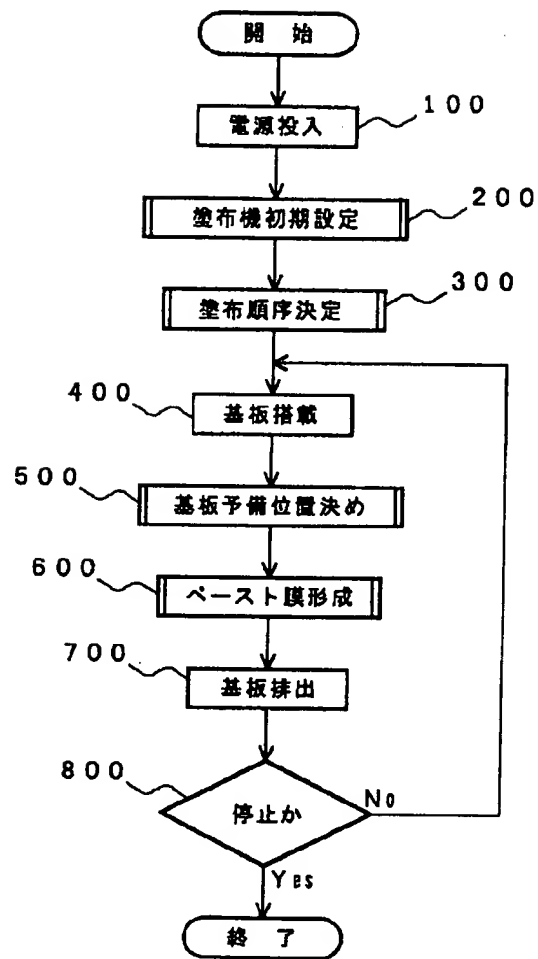 開 始
電源投入
100
塗布機初期設定
200
塗布順序決定
300
400
基板搭載
500
基板予備位置決め
600
ペースト膜形成
700
基板排出
800
停止か
No
Yes
終 了